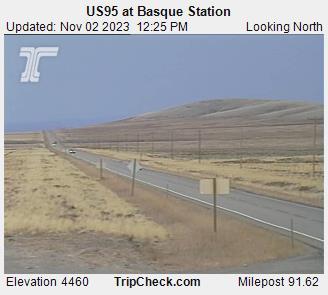 US95 at Basque Station
Updated: Nov 02 2023 12:25 PM Looking North
Elevation 4460 TripCheck.com Milepost 91.62